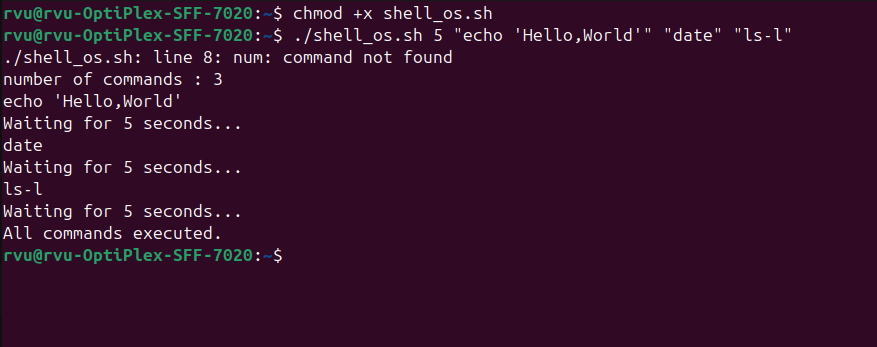 rvu@rvu-OptiPlex-SFF-7020:~$ chmod +x shell_os.sh
rvu@rvu-OptiPlex-SFF-7020:~$ ./shell_os.sh 5 "echo 'Hello,World'" "date" "ls-l"
./shell_os.sh: line 8: num: command not found
number of commands : 3
echo 'Hello,World'
Waiting for 5 seconds...
date
Waiting for 5 seconds...
ls-l
Waiting for 5 seconds...
All commands executed.
rvu@rvu-OptiPlex-SFF-7020:~$